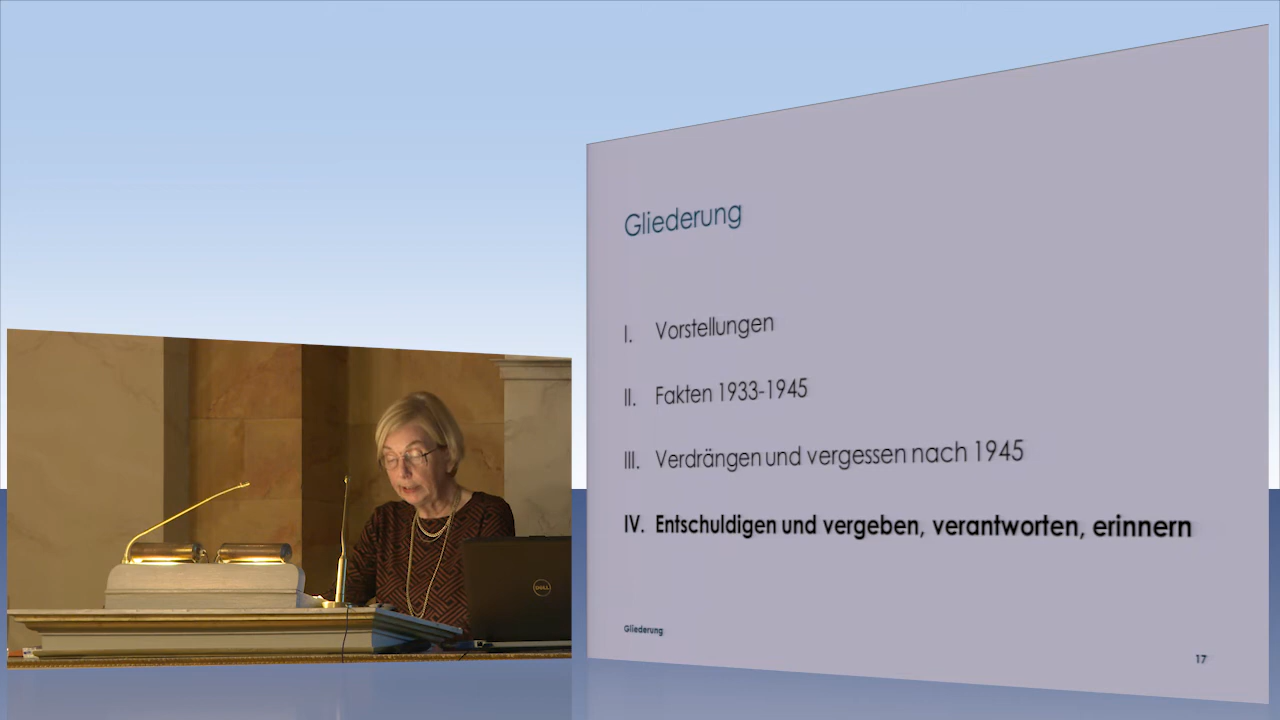 Gliederung
I. Vorstellungen
II. Fakten 1933-1945
III. Verdrängen und vergessen nach 1945
IV. Entschuldigen und vergeben, verantworten, erinnern
Gliederung
17
DELL